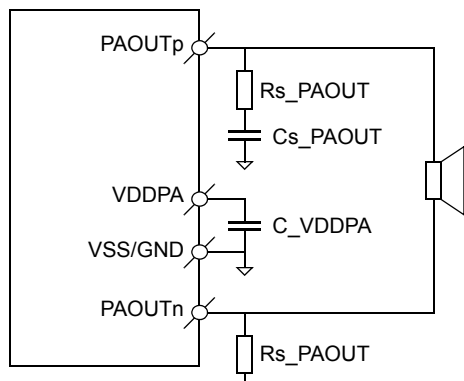 PAOUTp
Rs_PAOUT
Cs_PAOUT
VDDPA
C_VDDPA
VSS/GND
PAOUTn
Rs_PAOUT